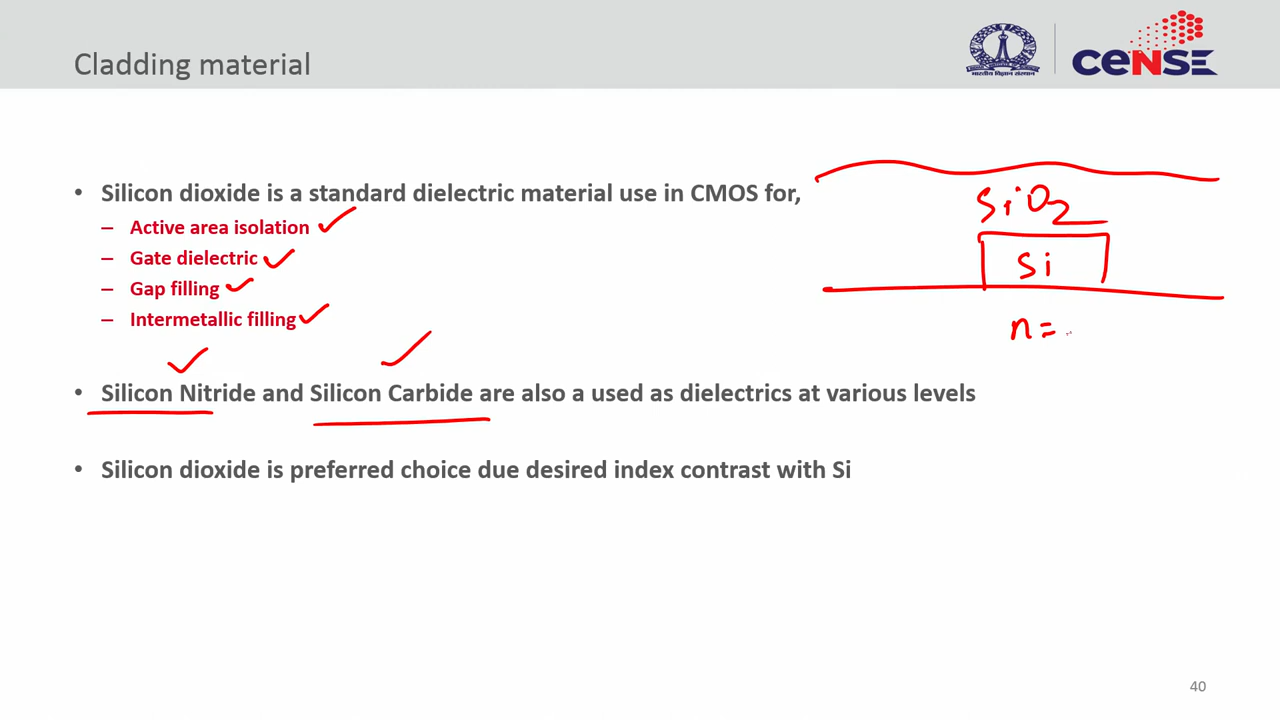 Cladding material
ceNSE
• Silicon dioxide is a standard dielectric material use in CMOS for,
– Active area isolation
– Gate dielectric
– Gap filling
– Intermetallic filling
SiO2
Si
n=
• Silicon Nitride and Silicon Carbide are also a used as dielectrics at various levels
• Silicon dioxide is preferred choice due desired index contrast with Si
40